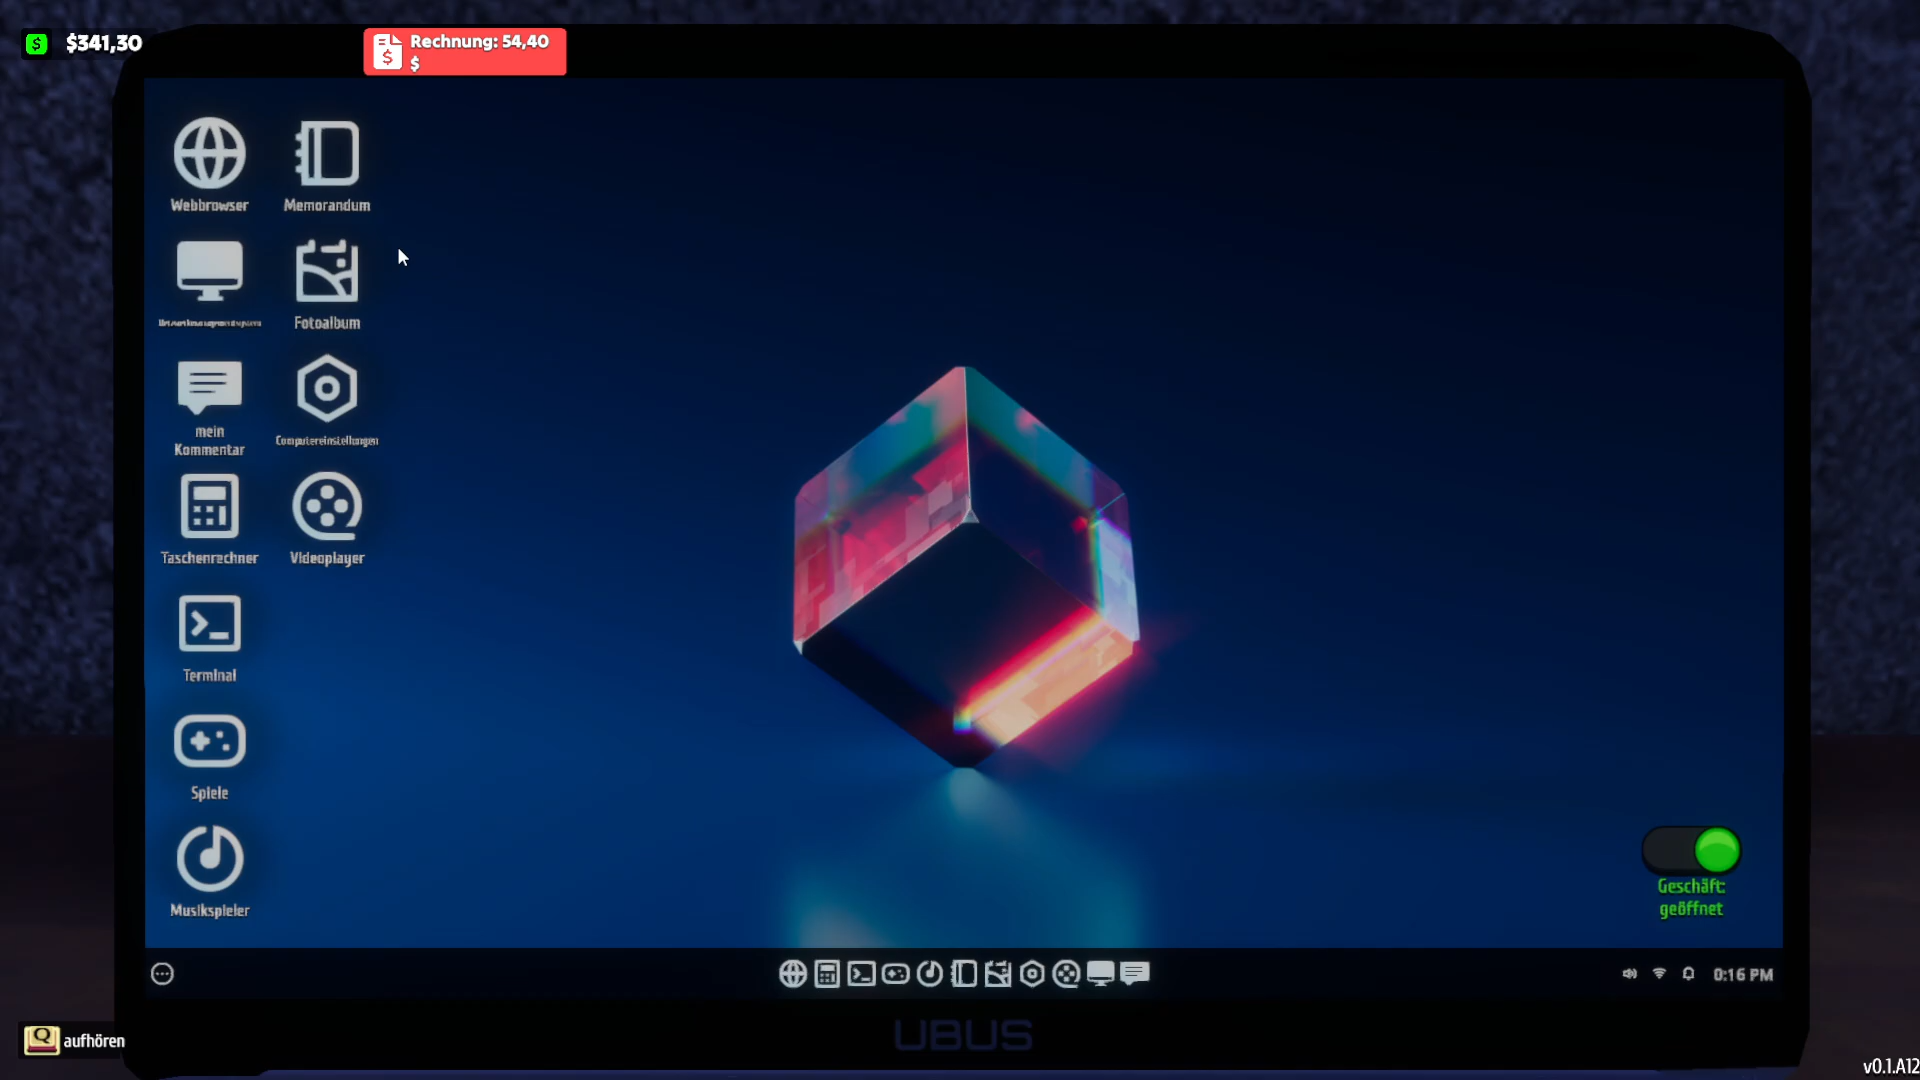 $341,30
Rechnung: 54,40
$
Webbrowser
Memorandum
Fotoalbum
mein
Kommentar
Computereinstellungen
Taschenrechner
Videoplayer
Terminal
Spiele
Musikspieler
Geschäft:
geöffnet
0:16 PM
UBUS
Q aufhören
v0.1.A12